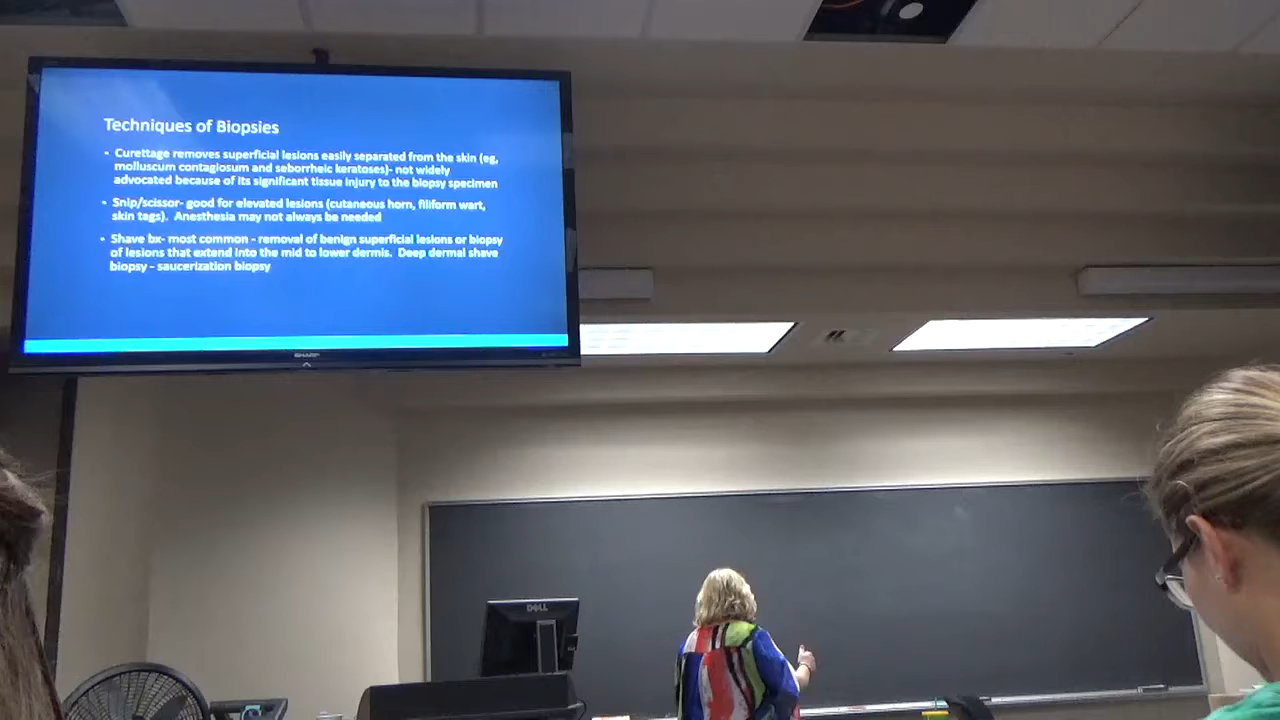 Techniques of Biopsies
• Curettage removes superficial lesions easily separated from the skin (eg,
molluscum contagiosum and seborrheic keratoses)- not widely
advocated because of its significant tissue injury to the biopsy specimen
• Snip/scissor- good for elevated lesions (cutaneous horn, filiform wart,
skin tags). Anesthesia may not always be needed
• Shave bx- most common - removal of benign superficial lesions or biopsy
of lesions that extend into the mid to lower dermis. Deep dermal shave
biopsy - saucerization biopsy
SHARP
DELL